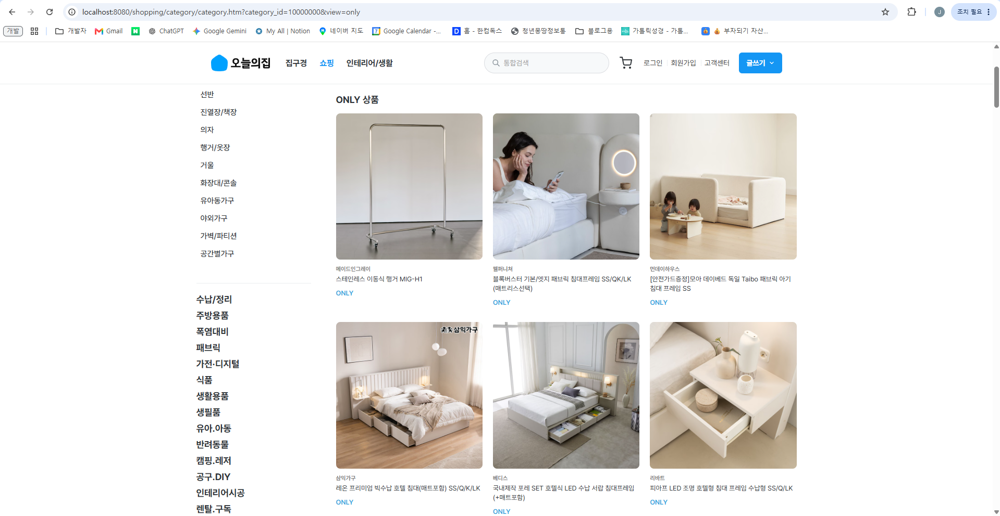 localhost:8080/shopping/category/category.htm?category_id=10000000&view=only
J
조치 필요
개발
개발자
Gmail
N
ChatGPT
Google Gemini
My All | Notion
네이버 지도
7
Google Calendar -...
D
홈 - 한컴독스
청년몽땅정보통
블로그용
가톨릭성경 - 가톨...
부자되기 자산...
오늘의집
집구경
쇼핑
인테리어/생활
통합검색
로그인
회원가입
고객센터
글쓰기
선반
진열장/책장
의자
행거/옷장
거울
화장대/콘솔
유아동가구
야외가구
가벽/파티션
공간별가구
수납/정리
주방용품
폭염대비
패브릭
가전·디지털
식품
생활용품
생필품
유아.아동
반려동물
캠핑.레저
공구.DIY
인테리어시공
렌탈.구독
ONLY 상품
메이드인그레이
스테인레스 이동식 행거 MIG-H1
ONLY
웰퍼니쳐
블록버스터 기본/엣지 패브릭 침대프레임 SS/QK/LK
(매트리스선택)
ONLY
먼데이하우스
[안전가드증정]모아 데이베드 독일 Taibo 패브릭 아기
침대 프레임 SS
ONLY
삼익가구
삼익가구
레온 프리미엄 빅수납 호텔 침대(매트포함) SS/Q/K/LK
ONLY
베디스
국내제작 포레 SET 호텔식 LED 수납 서랍 침대프레임
(+매트포함)
ONLY
리바트
피아프 LED 조명 호텔형 침대 프레임 수납형 SS/Q/LK
ONLY